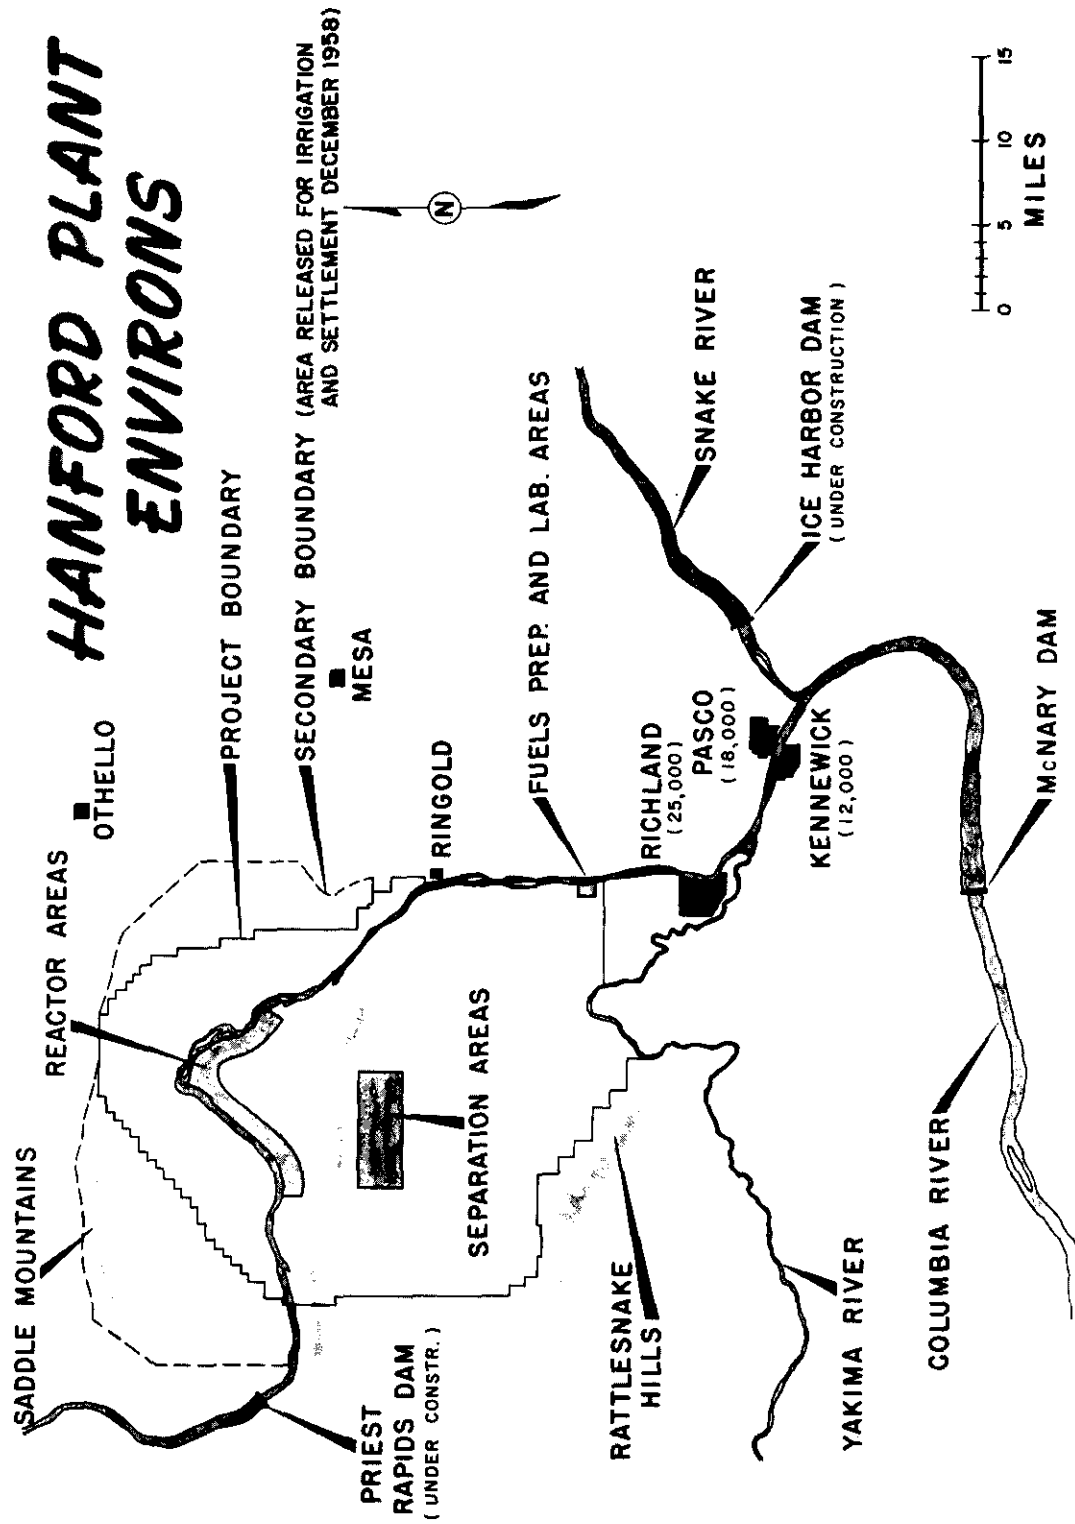 HANFORD PLANT
ENVIRONS
SADDLE MOUNTAINS
REACTOR AREAS
OTHELLO
PROJECT BOUNDARY
SECONDARY BOUNDARY (AREA RELEASED FOR IRRIGATION
AND SETTLEMENT DECEMBER 1958)
MESA
N
PRIEST
RAPIDS DAM
(UNDER CONSTR.)
SEPARATION AREAS
RINGOLD
FUELS PREP. AND LAB. AREAS
RATTLESNAKE
HILLS
RICHLAND
(25,000)
PASCO
(18,000)
SNAKE RIVER
KENNEWICK
(12,000)
ICE HARBOR DAM
(UNDER CONSTRUCTION)
YAKIMA RIVER
COLUMBIA RIVER
McNARY DAM
0 5 10 15
MILES